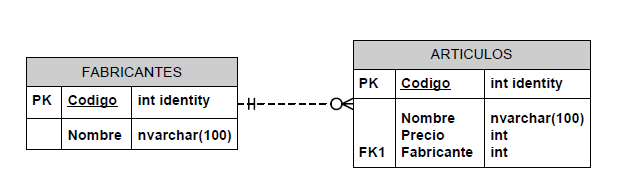 FABRICANTES
PK Codigo int identity
Nombre nvarchar(100)
ARTICULOS
PK Codigo int identity
Nombre nvarchar(100)
Precio int
FK1 Fabricante int